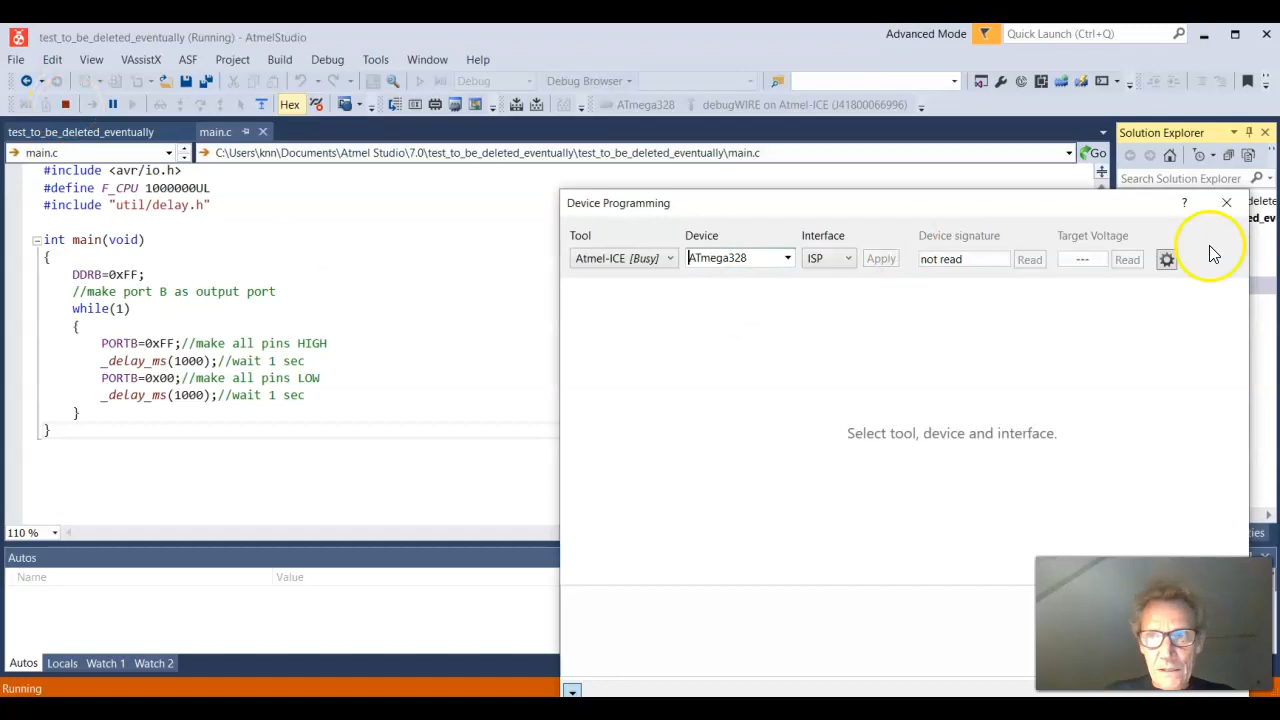 test_to_be_deleted_eventually (Running) - AtmelStudio
Advanced Mode
Quick Launch (Ctrl+Q)
File Edit View VAssistX ASF Project Build Debug Tools Window Help
Debug
Debug Browser
Hex
ATmega328
debugWIRE on Atmel-ICE (J41800066996)
test_to_be_deleted_eventually
main.c
Solution Explorer
main.c
C:\Users\knn\Documents\Atmel Studio\7.0\test_to_be_deleted_eventually\test_to_be_deleted_eventually\main.c
Go
Search Solution Explorer
#include <avr/io.h>
#define F_CPU 1000000UL
#include "util/delay.h"
int main(void)
{
DDRB=0xFF;
//make port B as output port
while(1)
{
PORTB=0xFF;//make all pins HIGH
_delay_ms(1000);//wait 1 sec
PORTB=0x00;//make all pins LOW
_delay_ms(1000);//wait 1 sec
}
}
Device Programming
?
Tool
Device
Interface
Device signature
Target Voltage
Atmel-ICE [Busy]
ATmega328
ISP
Apply
not read
Read
---
Read
Select tool, device and interface.
110 %
Autos
Name
Value
Autos Locals Watch 1 Watch 2
Running